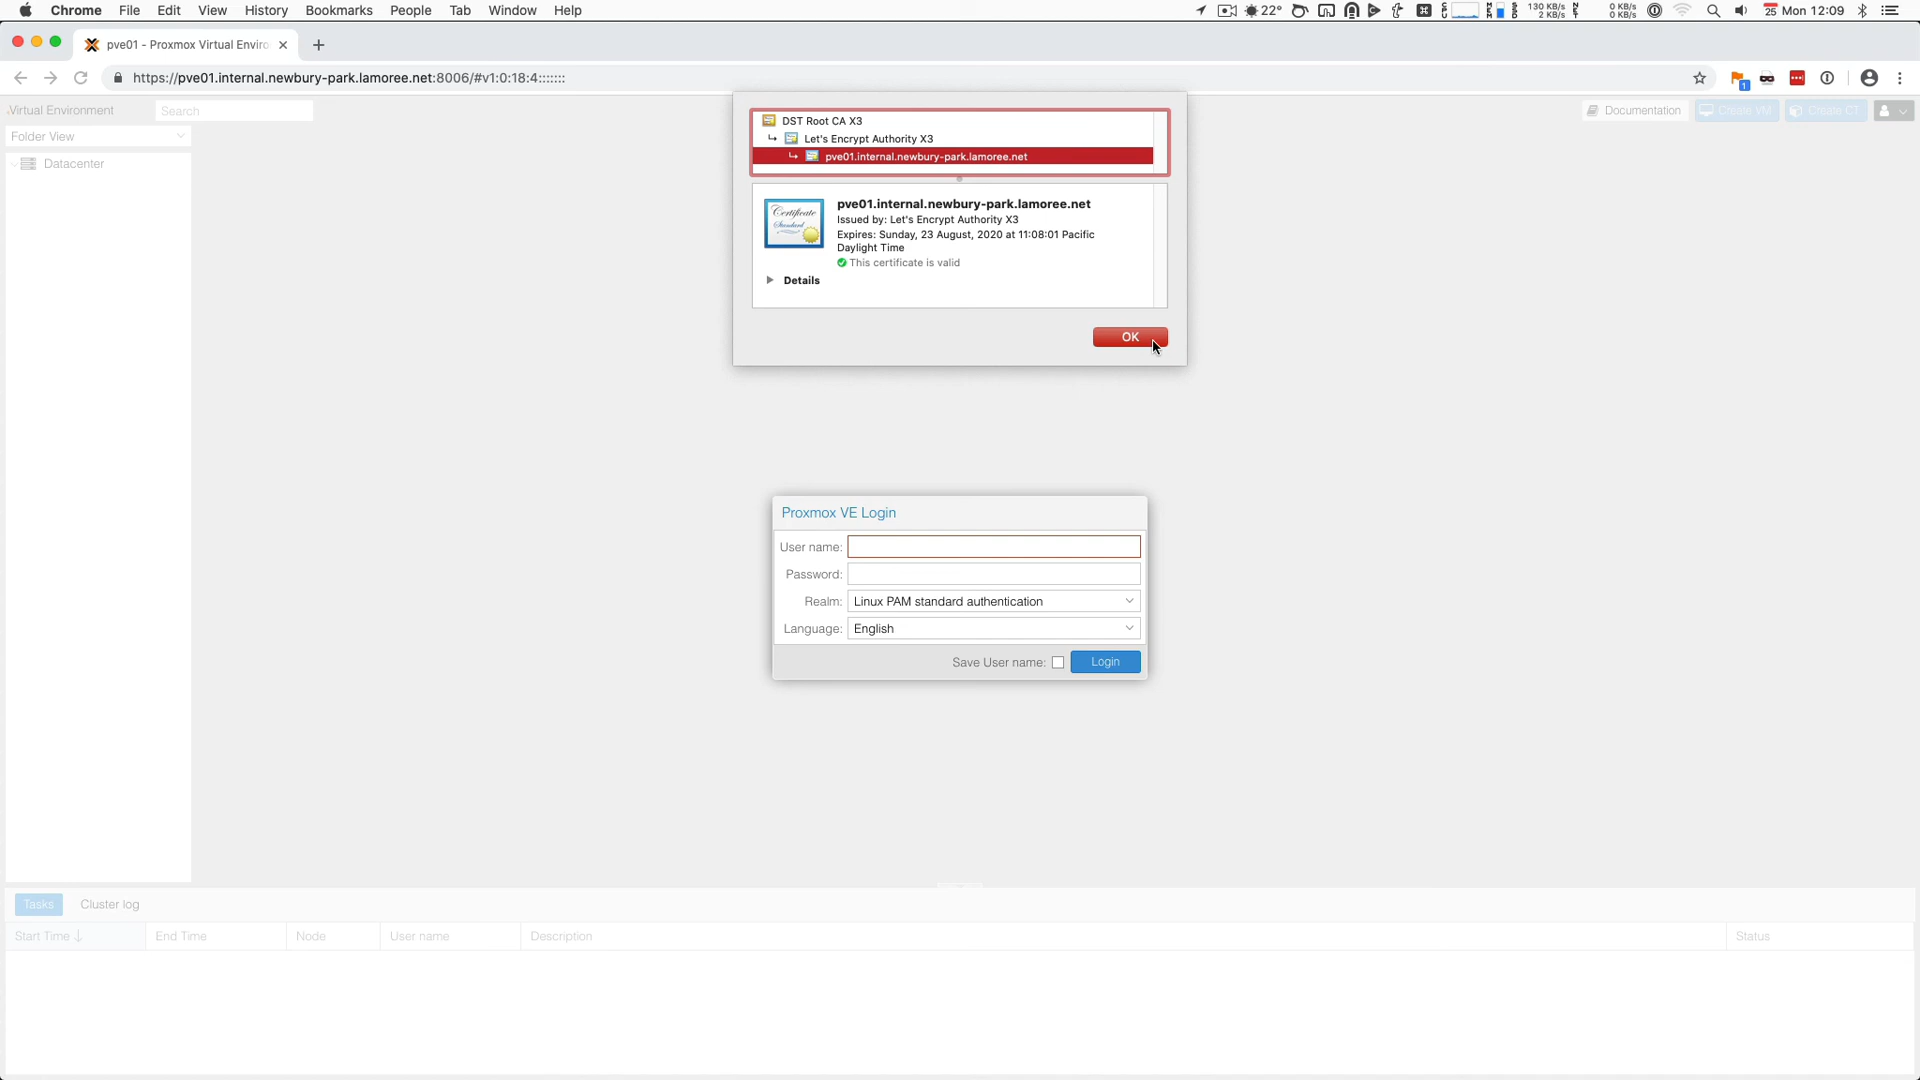 Chrome File Edit View History Bookmarks People Tab Window Help
22° 130 KB/s 2 KB/s 0 KB/s 0 KB/s 25 Mon 12:09
pve01 - Proxmox Virtual Enviro
https://pve01.internal.newbury-park.lamoree.net:8006/#v1:0:18:4:::::::
1
Virtual Environment
Search
Documentation
Create VM
Create CT
Folder View
Datacenter
DST Root CA X3
Let's Encrypt Authority X3
pve01.internal.newbury-park.lamoree.net
Certificate
Standard
pve01.internal.newbury-park.lamoree.net
Issued by: Let's Encrypt Authority X3
Expires: Sunday, 23 August, 2020 at 11:08:01 Pacific
Daylight Time
This certificate is valid
Details
OK
Proxmox VE Login
User name:
Password:
Realm: Linux PAM standard authentication
Language: English
Save User name: Login
Tasks Cluster log
Start Time End Time Node User name Description Status